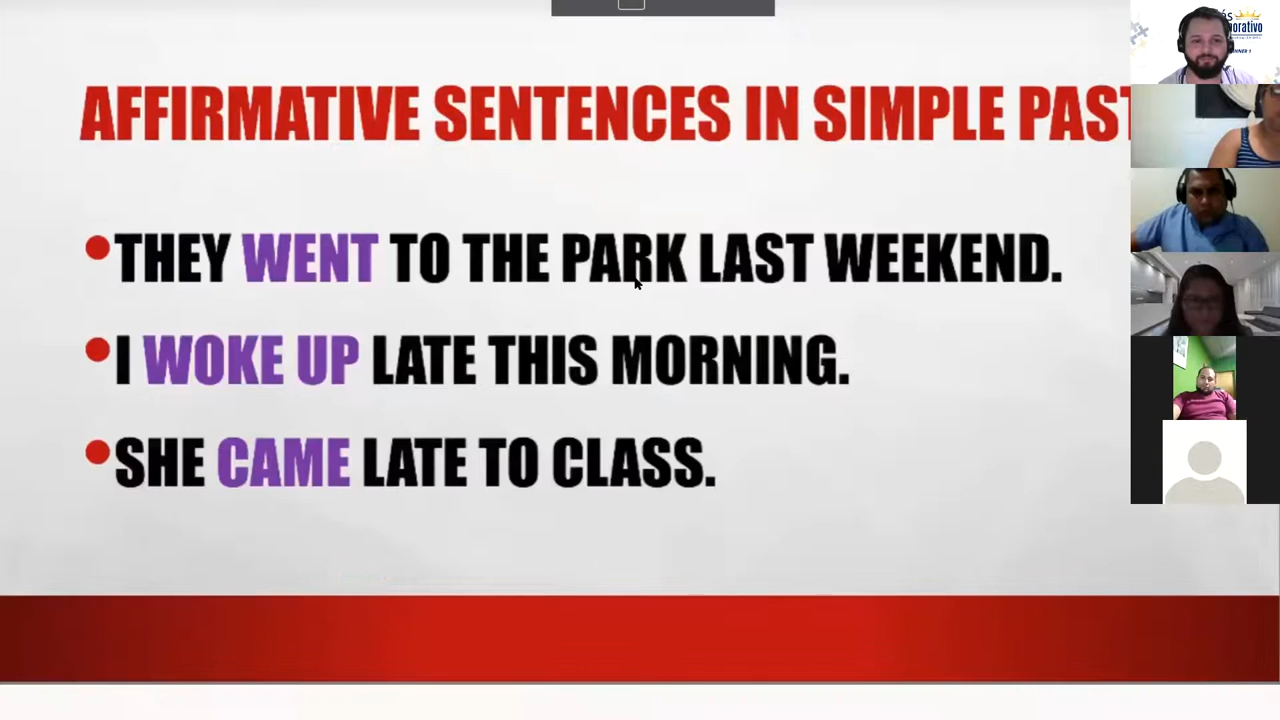 AFFIRMATIVE SENTENCES IN SIMPLE PAST
•THEY WENT TO THE PARK LAST WEEKEND.
•I WOKE UP LATE THIS MORNING.
•SHE CAME LATE TO CLASS.